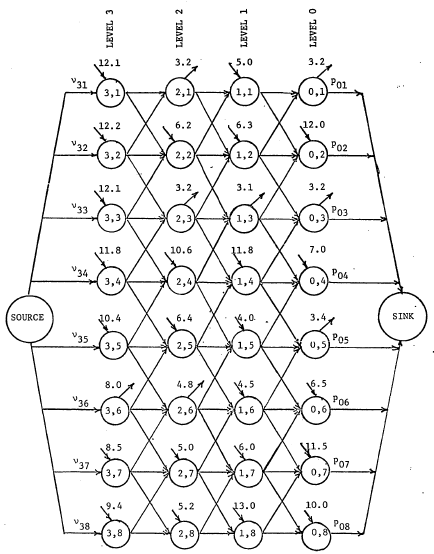 LEVEL 3 LEVEL 2 LEVEL 1 LEVEL 0
12.1 3.2 5.0 3.2
ν31 3,1 2,1 1,1 0,1 P01
12.2 6.2 6.3 12.0
ν32 3,2 2,2 1,2 0,2 P02
12.1 3.2 3.1 3.2
ν33 3,3 2,3 1,3 0,3 P03
11.8 10.6 11.8 7.0
ν34 3,4 2,4 1,4 0,4 P04
SOURCE SINK
10.4 6.4 4.0 3.4
ν35 3,5 2,5 1,5 0,5 P05
8.0 4.8 4.5 6.5
ν36 3,6 2,6 1,6 0,6 P06
8.5 5.0 6.0 11.5
ν37 3,7 2,7 1,7 0,7 P07
9.4 5.2 13.0 10.0
ν38 3,8 2,8 1,8 0,8 P08